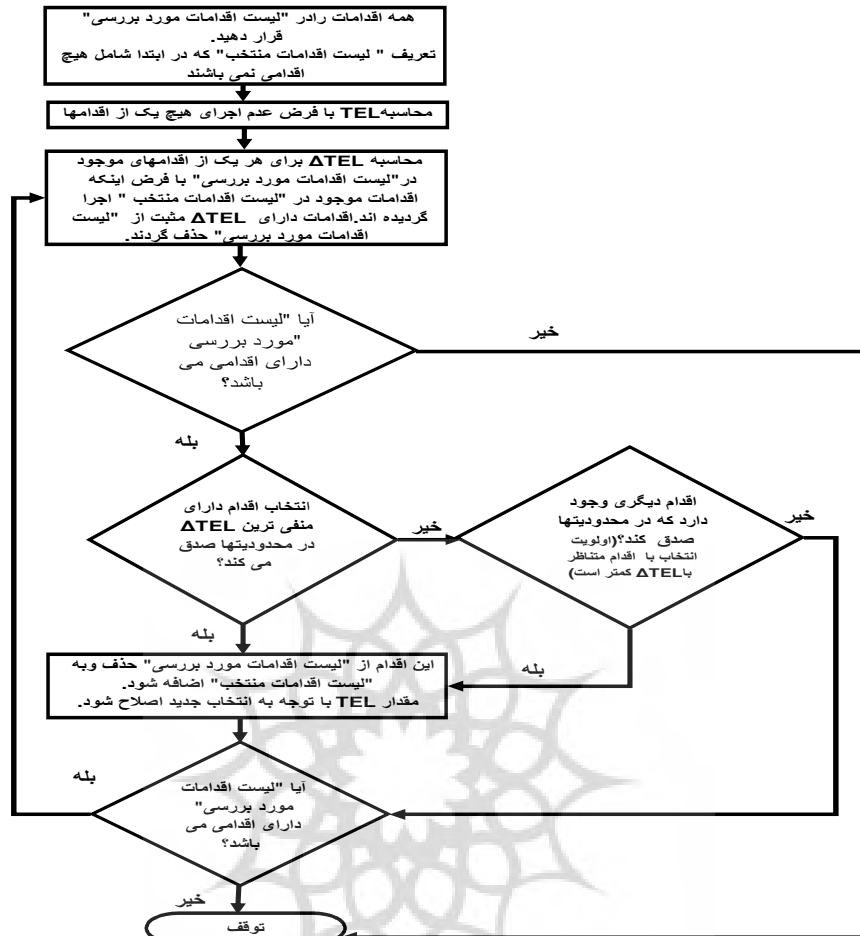 همه اقدامات رادر "لیست اقدامات مورد بررسی"
قرار دهید.
تعریف " لیست اقدامات منتخب" که در ابتدا شامل هیچ
اقدامی نمی باشند
محاسبهTEL با فرض عدم اجرای هیچ یک از اقدامها
محاسبه ΔTEL برای هر یک از اقدامهای موجود
در"لیست اقدامات مورد بررسی" با فرض اینکه
اقدامات موجود در "لیست اقدامات منتخب " اجرا
گردیده اند.اقدامات دارای ΔTEL مثبت از "لیست
اقدامات مورد بررسی" حذف گردند.
آیا "لیست اقدامات
مورد بررسی"
دارای اقدامی می
باشد؟
خیر
بله
انتخاب اقدام دارای
منفی ترین ΔTEL
در محدودیتها صدق
می کند؟
خیر
اقدام دیگری وجود
دارد که در محدودیتها
صدق کند؟(اولویت
انتخاب با اقدام متناظر
باΔTEL کمتر است)
خیر
بله
بله
این اقدام از "لیست اقدامات مورد بررسی" حذف وبه
"لیست اقدامات منتخب" اضافه شود.
مقدار TEL با توجه به انتخاب جدید اصلاح شود.
بله
آیا "لیست اقدامات
مورد بررسی"
دارای اقدامی می
باشد؟
خیر
توقف